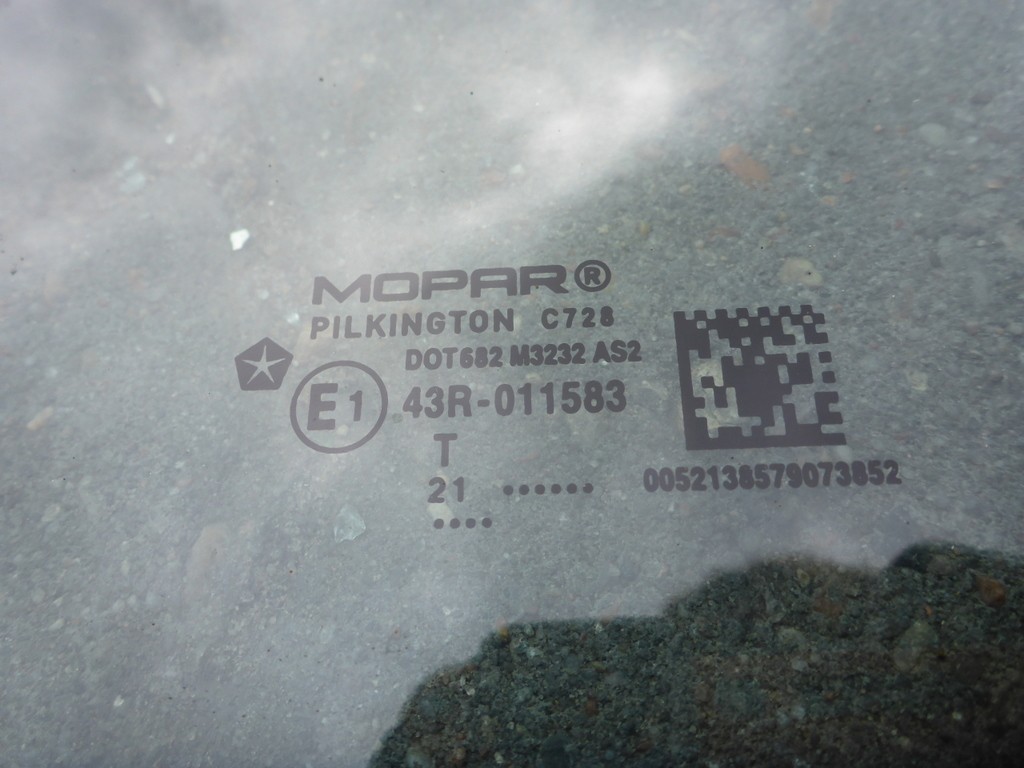 MOPAR®
PILKINGTON C728
DOT682 M3232 AS2
E1 43R-011583
T
21 ......
....
0052138579073852